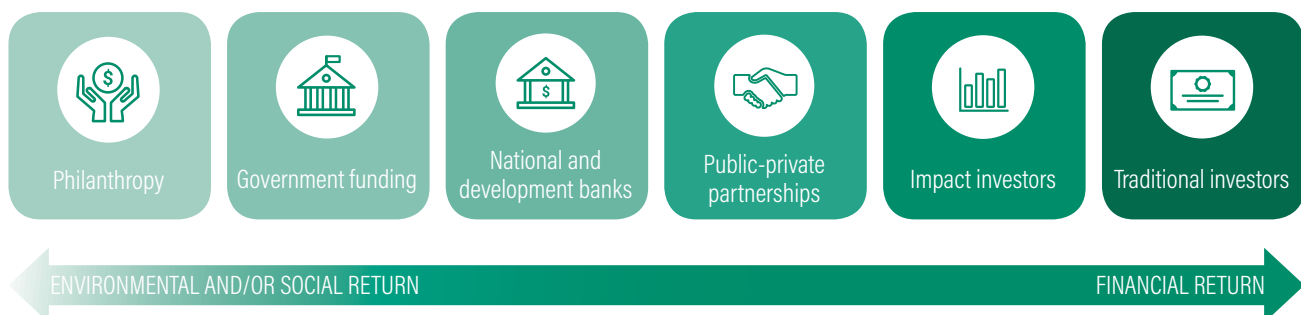 $
$
Philanthropy
Government funding
National and
development banks
Public-private
partnerships
Impact investors
Traditional investors
ENVIRONMENTAL AND/OR SOCIAL RETURN
FINANCIAL RETURN